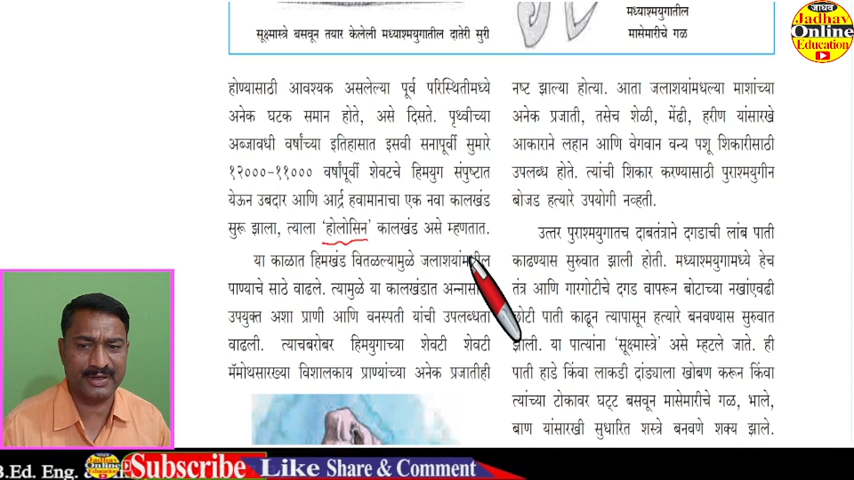 मध्याश्मयुगातील
सूक्ष्मास्त्रे बसवून तयार केलेली मध्याश्मयुगातील दातेरी सुरी
मासेमारीचे गळ
जाधव
Jadhav
Online
Education
होण्यासाठी आवश्यक असलेल्या पूर्व परिस्थितीमध्ये
अनेक घटक समान होते, असे दिसते. पृथ्वीच्या
अब्जावधी वर्षांच्या इतिहासात इसवी सनापूर्वी सुमारे
१२०००-११००० वर्षांपूर्वी शेवटचे हिमयुग संपुष्टात
येऊन उबदार आणि आर्द्र हवामानाचा एक नवा कालखंड
सुरू झाला, त्याला ‘होलोसिन’ कालखंड असे म्हणतात.
या काळात हिमखंड वितळल्यामुळे जलाशयांमधील
पाण्याचे साठे वाढले. त्यामुळे या कालखंडात
उपयुक्त अशा प्राणी आणि वनस्पती यांची उपलब्धता
वाढली. त्याचबरोबर हिमयुगाच्या शेवटी शेवटी
मॅमोथसारख्या विशालकाय प्राण्यांच्या अनेक प्रजातीही
नष्ट झाल्या होत्या. आता जलाशयांमधल्या माशांच्या
अनेक प्रजाती, तसेच शेळी, मेंढी, हरीण यांसारखे
आकाराने लहान आणि वेगवान वन्य पशू शिकारीसाठी
उपलब्ध होते. त्यांची शिकार करण्यासाठी पुराश्मयुगीन
बोजड हत्यारे उपयोगी नव्हती.
उत्तर पुराश्मयुगातच दाबतंत्राने दगडाची लांब पाती
काढण्यास सुरुवात झाली होती. मध्याश्मयुगामध्ये हेच
तंत्र आणि गारगोटीचे दगड वापरून बोटाच्या नखांएवढी
छोटी पाती काढून त्यापासून हत्यारे बनवण्यास सुरुवात
झाली. या पात्यांना ‘सूक्ष्मास्त्रे’ असे म्हटले जाते. ही
पाती हाडे किंवा लाकडी दांड्याला खोबण करून किंवा
त्यांच्या टोकावर घट्ट बसवून मासेमारीचे गळ, भाले,
बाण यांसारखी सुधारित शस्त्रे बनवणे शक्य झाले.
B.Ed. Eng.
Jadhav
Online
Education
Subscribe Like Share & Comment